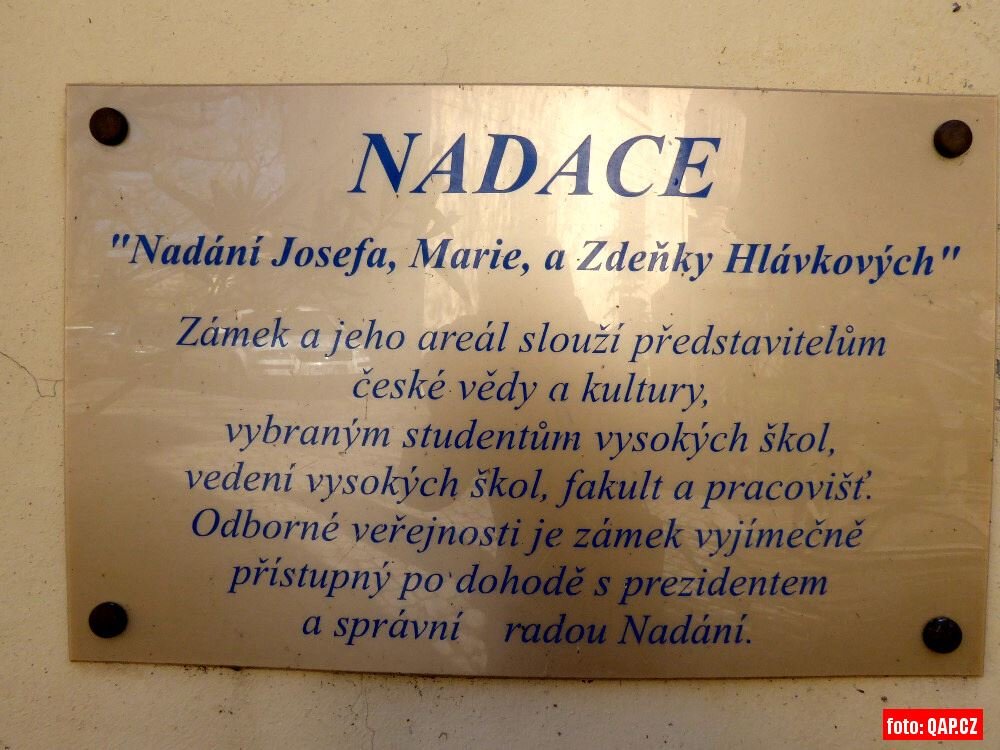 NADACE
"Nadání Josefa, Marie, a Zdeňky Hlávkových"
Zámek a jeho areál slouží představitelům
české vědy a kultury,
vybraným studentům vysokých škol,
vedení vysokých škol, fakult a pracovišť.
Odborné veřejnosti je zámek vyjímečně
přístupný po dohodě s prezidentem
a správní radou Nadání.
foto: QAP.CZ